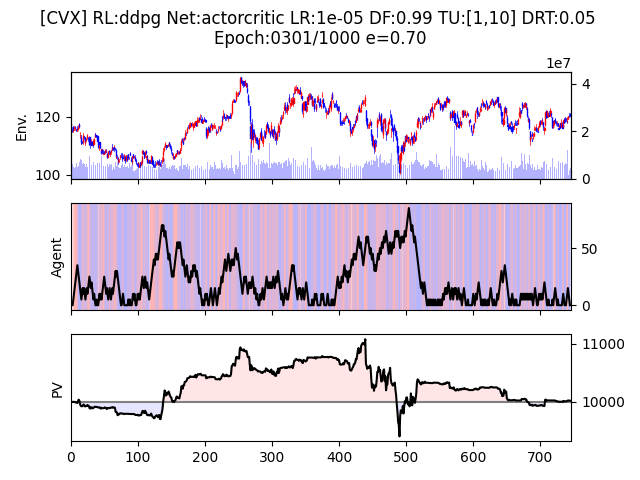 [CVX] RL:ddpg Net:actorcritic LR:1e-05 DF:0.99 TU:[1,10] DRT:0.05
Epoch:0301/1000 e=0.70
1e7
Env.
120
100
4
2
0
Agent
50
0
PV
11000
10000
0 100 200 300 400 500 600 700